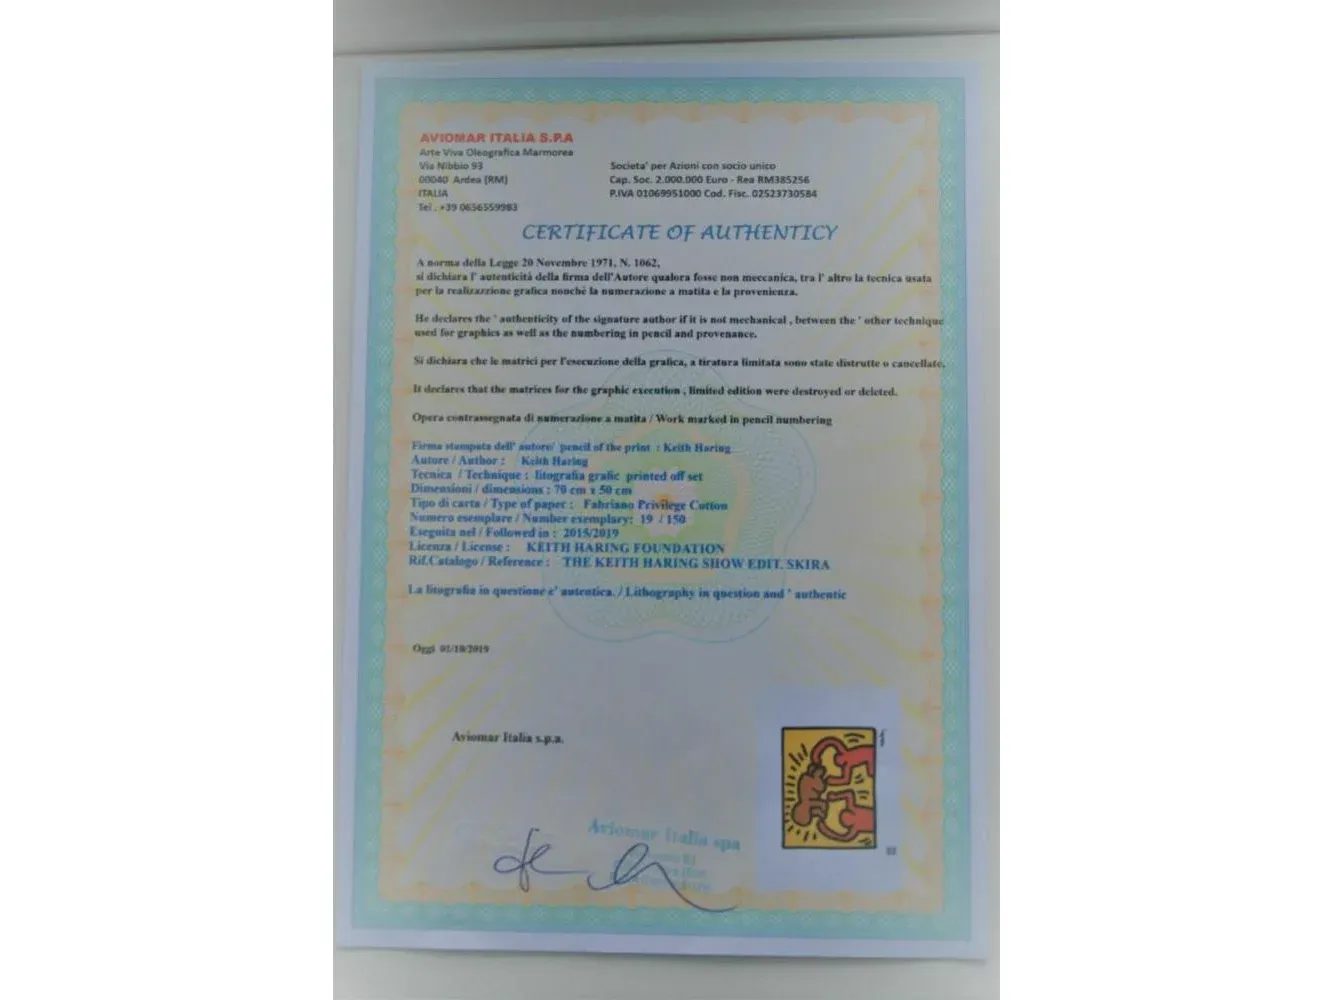 AVIOMAR ITALIA S.P.A
Arte Viva Oleografica Marmorea
Via Nibbio 93
00040 Ardea (RM)
ITALIA
Tel . +39 0656559983
Societa' per Azioni con socio unico
Cap. Soc. 2.000.000 Euro - Rea RM385256
P.IVA 01069951000 Cod. Fisc. 02523730584
CERTIFICATE OF AUTHENTICY
A norma della Legge 20 Novembre 1971, N. 1062,
si dichiara l' autenticità della firma dell'Autore qualora fosse non meccanica, tra l' altro la tecnica usata
per la realizazzione grafica nonchè la numerazione a matita e la provenienza.
He declares the ' authenticity of the signature author if it is not mechanical , between the ' other technique
used for graphics as well as the numbering in pencil and provenance.
Si dichiara che le matrici per l'esecuzione della grafica, a tiratura limitata sono state distrutte o cancellate.
It declares that the matrices for the graphic execution , limited edition were destroyed or deleted.
Opera contrassegnata di numerazione a matita / Work marked in pencil numbering
Firma stampata dell' autore/ pencil of the print : Keith Haring
Autore / Author : Keith Haring
Tecnica / Technique : litografia grafic printed off set
Dimensioni / dimensions : 70 cm x 50 cm
Tipo di carta / Type of paper : Fabriano Privilege Cotton
Numero esemplare / Number exemplary: 19 / 150
Eseguita nel / Followed in : 2015/2019
Licenza / License : KEITH HARING FOUNDATION
Rif.Catalogo / Reference : THE KEITH HARING SHOW EDIT. SKIRA
La litografia in questione e' autentica. / Lithography in question and ' authentic
Oggi 01/10/2019
Aviomar Italia s.p.a.
Aviomar Italia spa